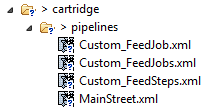 > cartridge
> pipelines
Custom_FeedJob.xml
Custom_FeedJobs.xml
Custom_FeedSteps.xml
MainStreet.xml